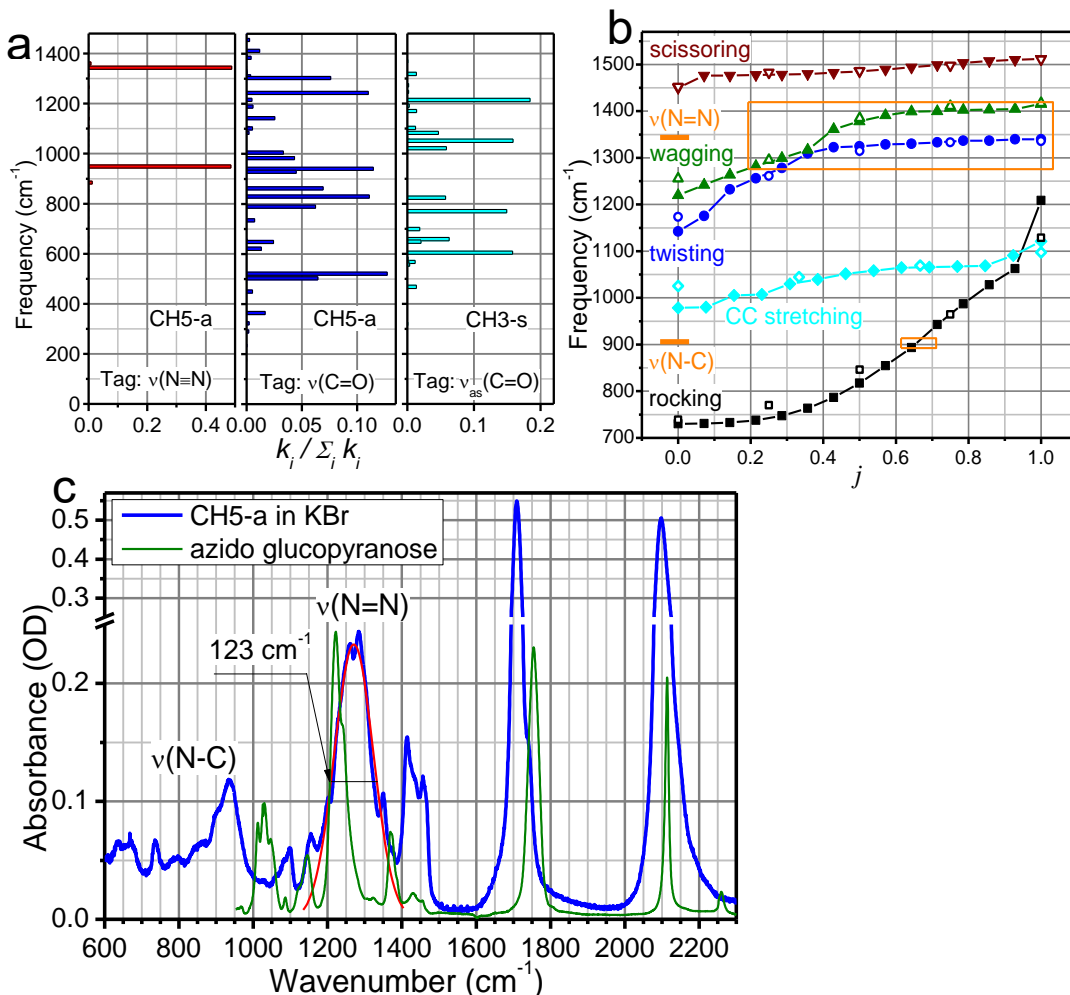 a
1400
1200
1000
800
600
400
200
0
Frequency (cm-1)
CH5-a
CH5-a
CH3-s
Tag: ν(N≡N)
Tag: ν(C=O)
Tag: νas(C=O)
0.0 0.2 0.4
0.0 0.1
0.0 0.1 0.2
ki / Σi ki
b
1500
1400
1300
1200
1100
1000
900
800
700
Frequency (cm-1)
scissoring
ν(N=N)
wagging
twisting
CC stretching
ν(N-C)
rocking
0.0 0.2 0.4 0.6 0.8 1.0
j
c
CH5-a in KBr
azido glucopyranose
0.5
0.4
0.3
0.2
0.1
0.0
Absorbance (OD)
ν(N=N)
123 cm-1
ν(N-C)
600 800 1000 1200 1400 1600 1800 2000 2200
Wavenumber (cm-1)